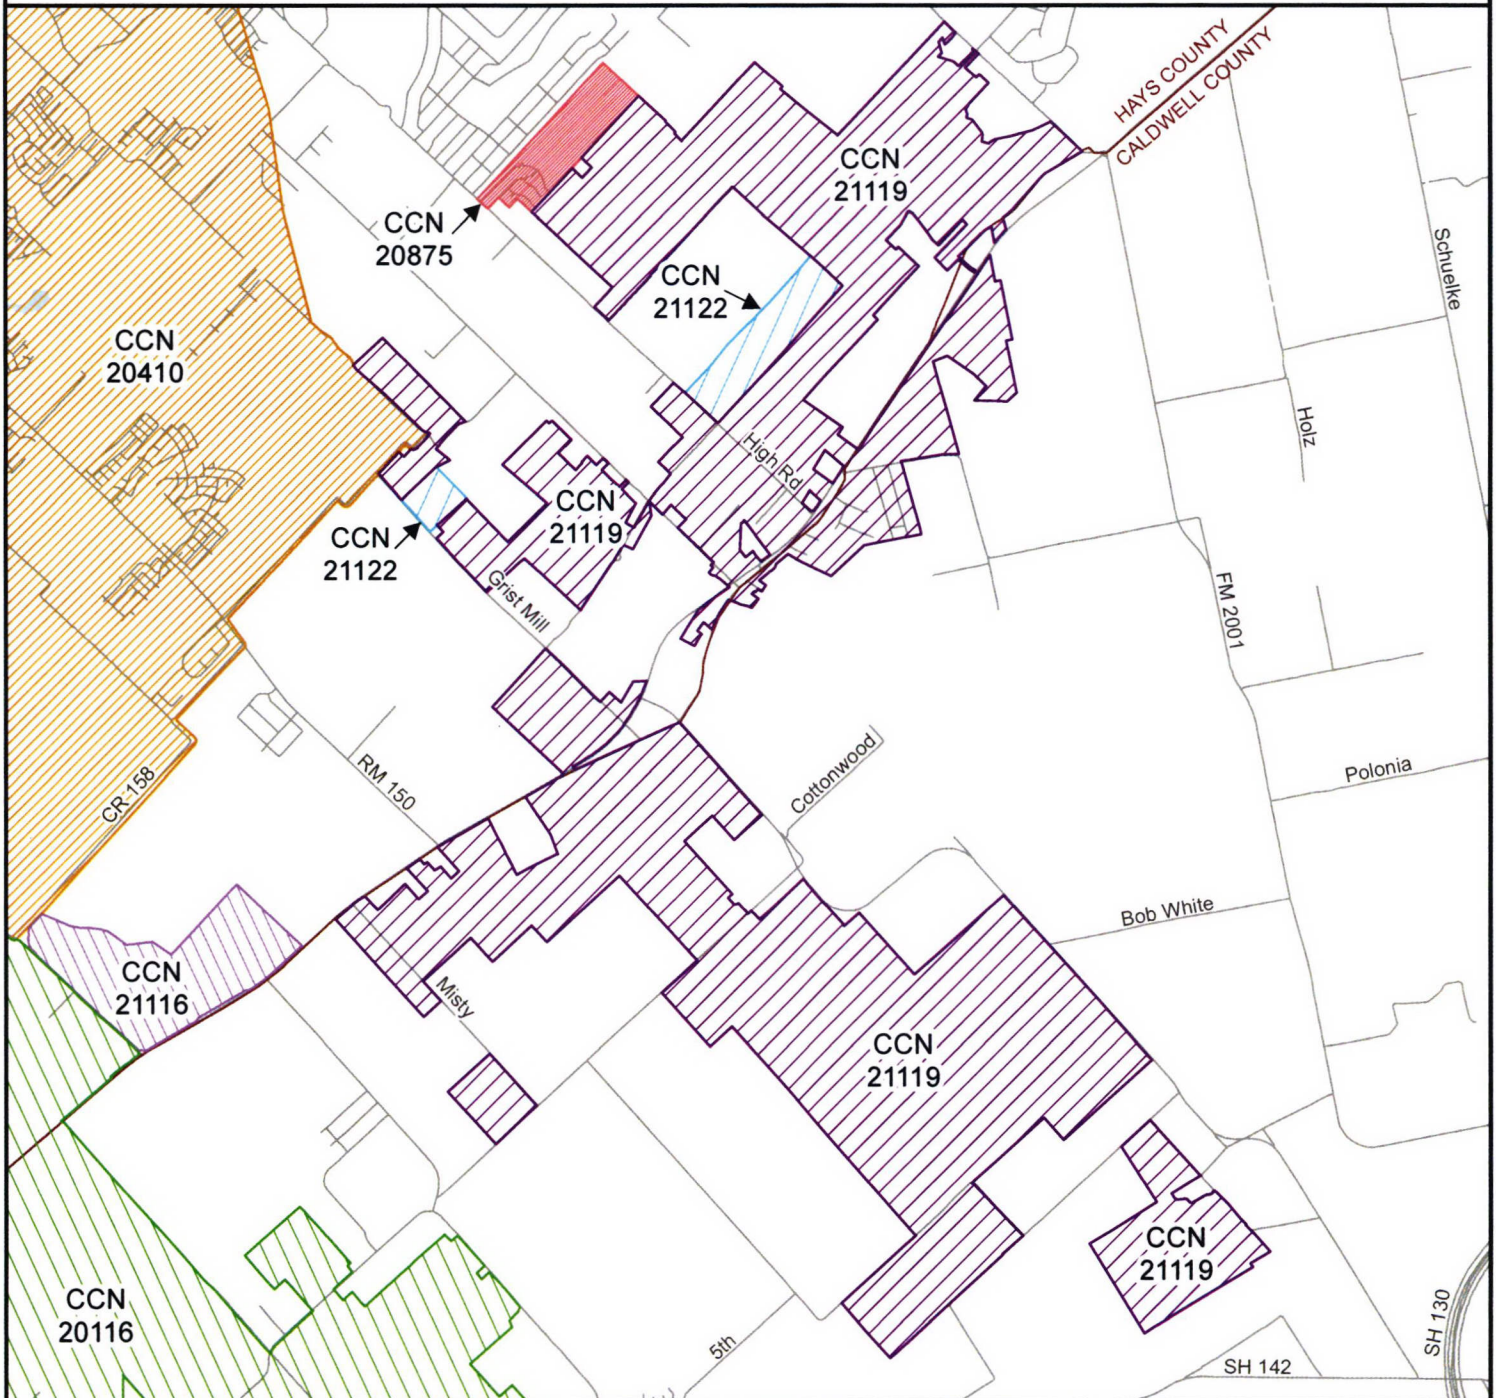 HAYS COUNTY
CALDWELL COUNTY
CCN
21119
CCN
20875
CCN
21122
Schuelke
CCN
20410
Holz
High Rd
CCN
21119
CCN
21122
Grist Mill
FM 2001
Cottonwood
Polonia
CR 158
RM 150
Bob White
CCN
21116
Misty
CCN
21119
CCN
21119
CCN
20116
5th
SH 130
SH 142